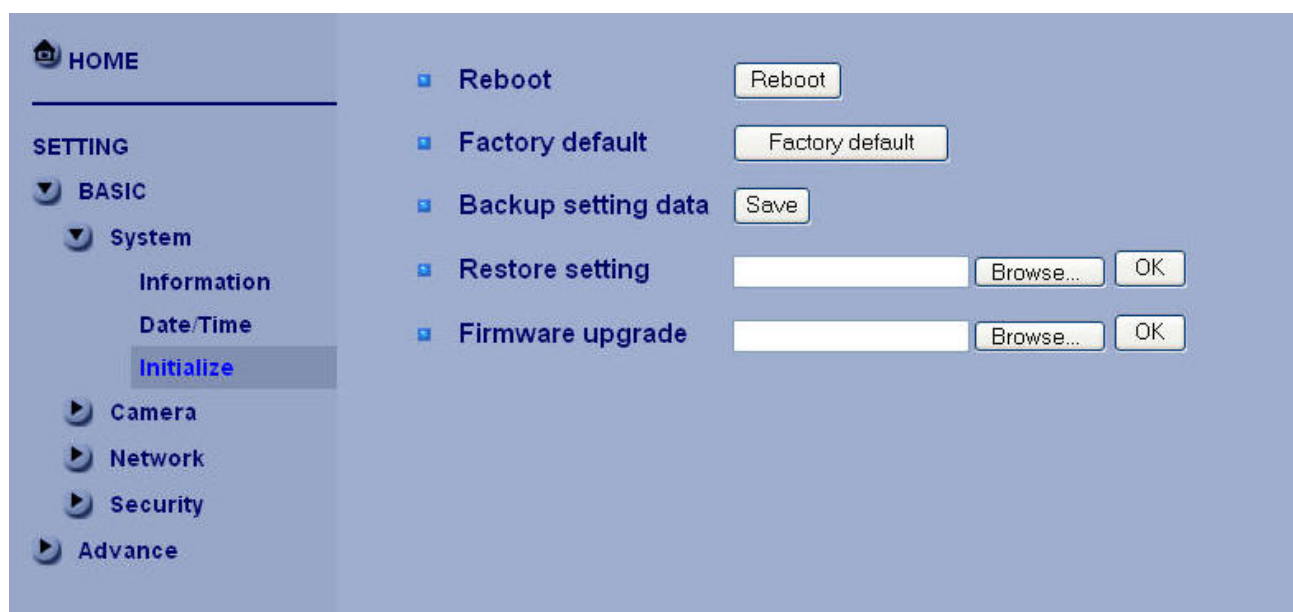 HOME
SETTING
BASIC
System
Information
Date/Time
Initialize
Camera
Network
Security
Advance
Reboot Reboot
Factory default Factory default
Backup setting data Save
Restore setting Browse... OK
Firmware upgrade Browse... OK